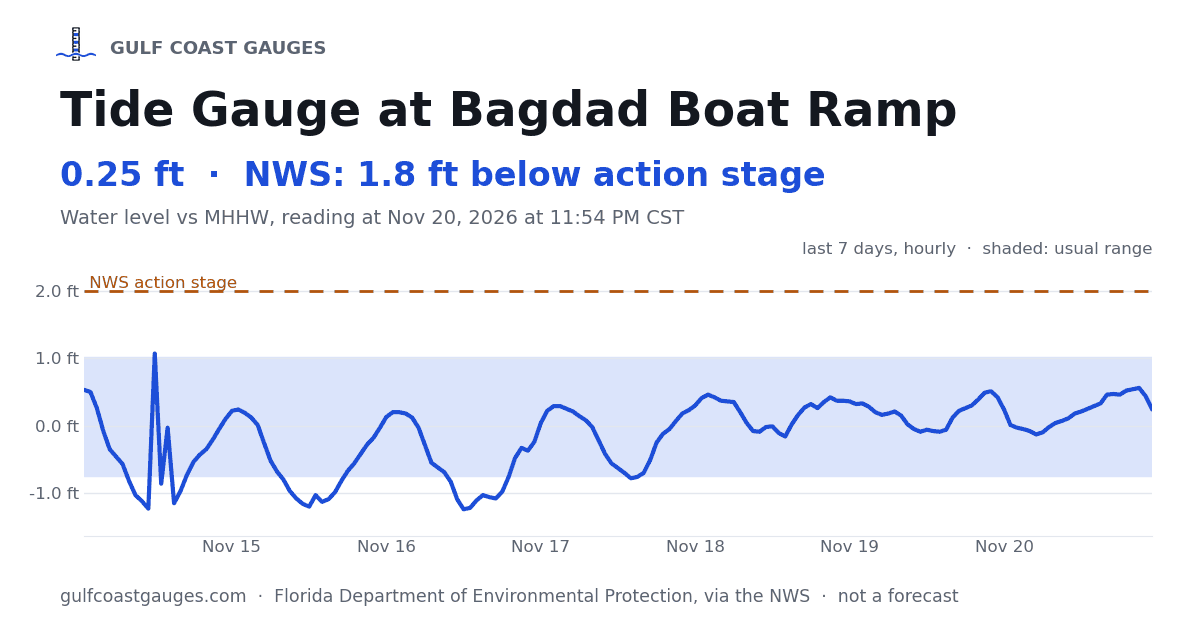 GULF COAST GAUGES
Tide Gauge at Bagdad Boat Ramp
0.25 ft · NWS: 1.8 ft below action stage
Water level vs MHHW, reading at Nov 20, 2026 at 11:54 PM CST
last 7 days, hourly · shaded: usual range
NWS action stage
2.0 ft
1.0 ft
0.0 ft
-1.0 ft
Nov 15 Nov 16 Nov 17 Nov 18 Nov 19 Nov 20
gulfcoastgauges.com · Florida Department of Environmental Protection, via the NWS · not a forecast